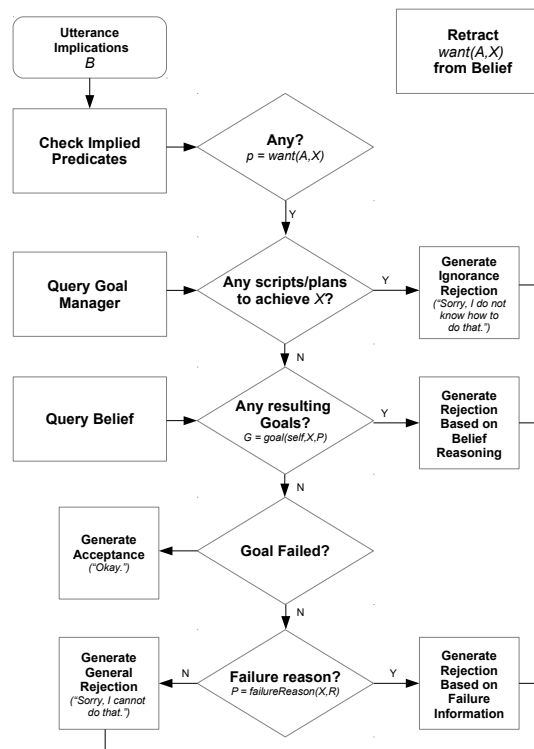 Utterance
Implications
B
Retract
want(A,X)
from Belief
Check Implied
Predicates
Any?
p = want(A,X)
Y
Query Goal
Manager
Any scripts/plans
to achieve X?
Y
Generate
Ignorance
Rejection
(“Sorry, I do not
know how to
do that.”)
N
Query Belief
Any resulting
Goals?
G = goal(self,X,P)
Y
Generate
Rejection
Based on
Belief
Reasoning
N
Generate
Acceptance
(“Okay.”)
Goal Failed?
N
Generate
General
Rejection
(“Sorry, I cannot
do that.”)
N
Failure reason?
P = failureReason(X,R)
Y
Generate
Rejection
Based on
Failure
Information